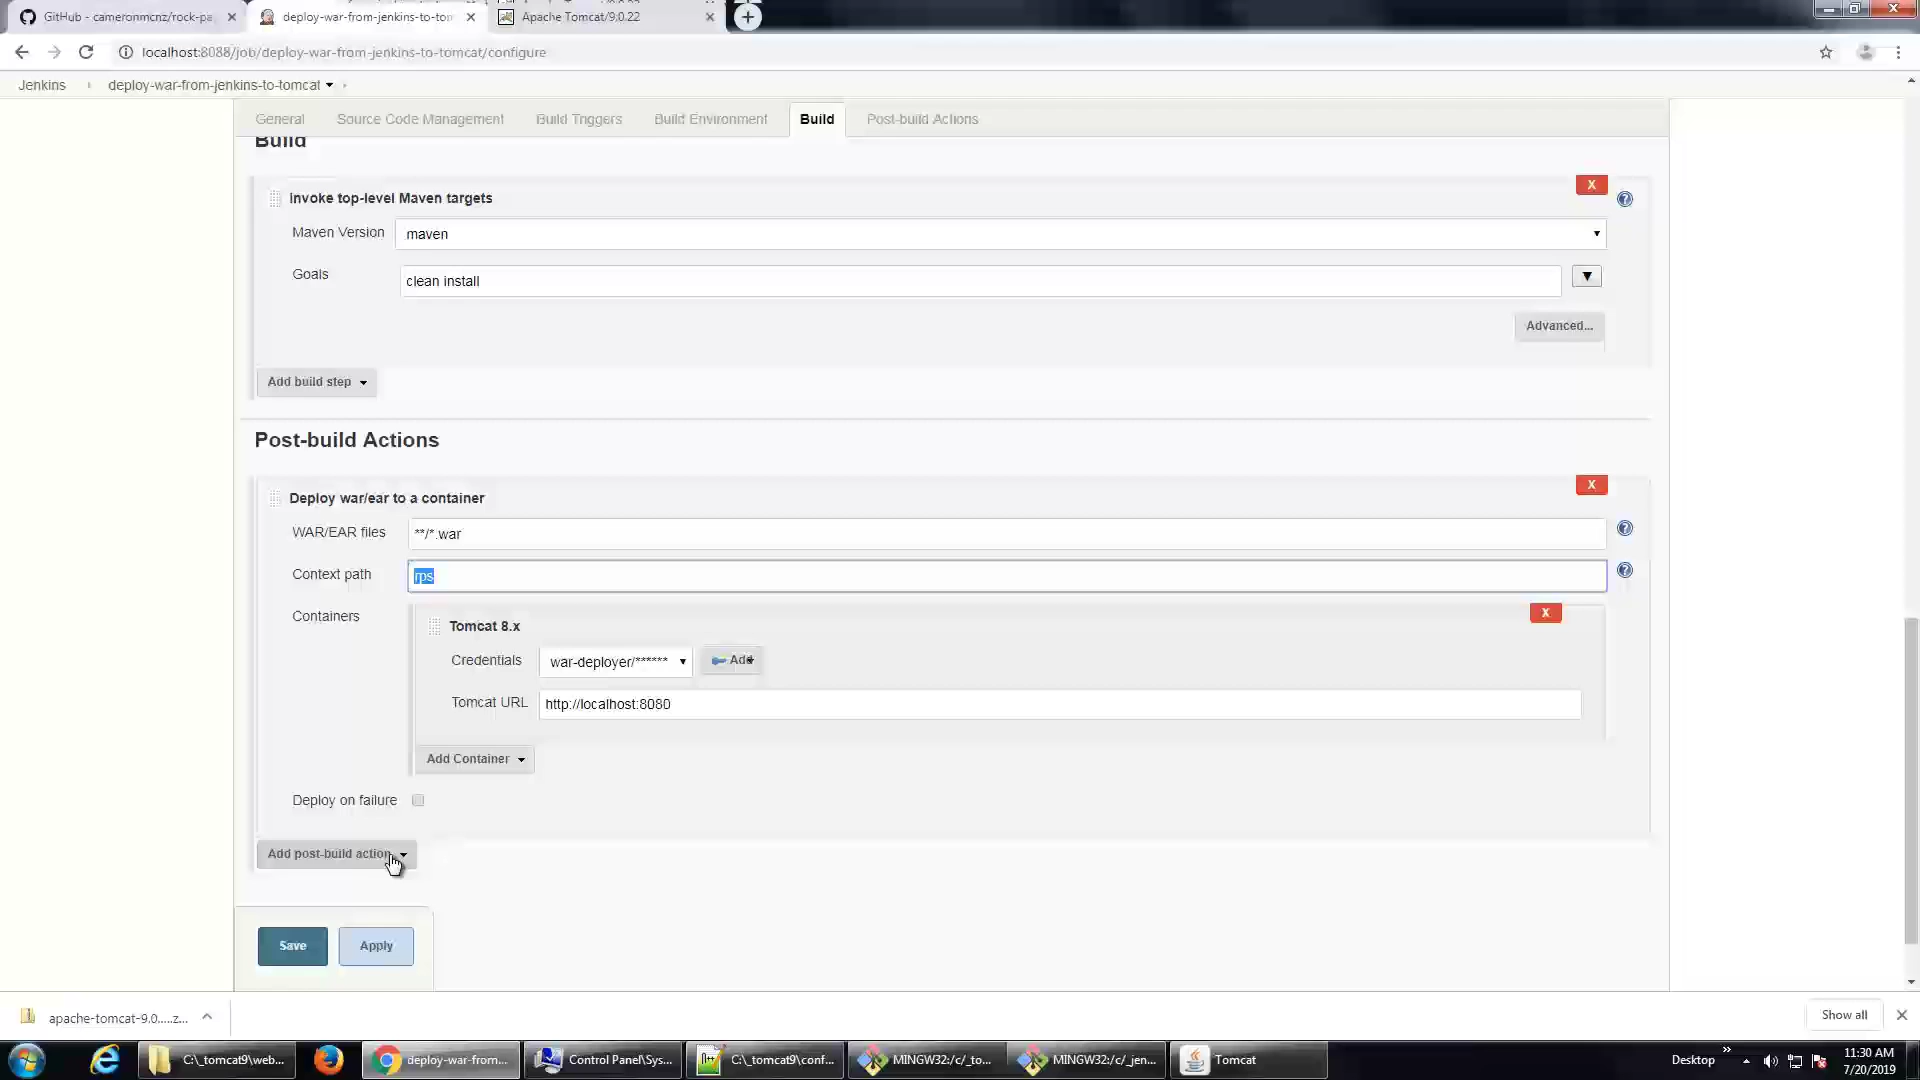 GitHub - cameronmcnz/rock-pa
deploy-war-from-jenkins-to-tom
Apache Tomcat/9.0.22
localhost:8088/job/deploy-war-from-jenkins-to-tomcat/configure
Jenkins
deploy-war-from-jenkins-to-tomcat
General
Source Code Management
Build Triggers
Build Environment
Build
Post-build Actions
Build
Invoke top-level Maven targets
X
Maven Version
maven
Goals
clean install
Advanced...
Add build step
Post-build Actions
Deploy war/ear to a container
X
WAR/EAR files
**/*.war
Context path
rps
Containers
Tomcat 8.x
X
Credentials
war-deployer/******
Add
Tomcat URL
http://localhost:8080
Add Container
Deploy on failure
Add post-build action
Save
Apply
apache-tomcat-9.0.....z...
Show all
C:\_tomcat9\web...
deploy-war-from...
Control Panel\Sys...
C:\_tomcat9\conf...
MINGW32:/c/_to...
MINGW32:/c/_jen...
Tomcat
Desktop
11:30 AM
7/20/2019